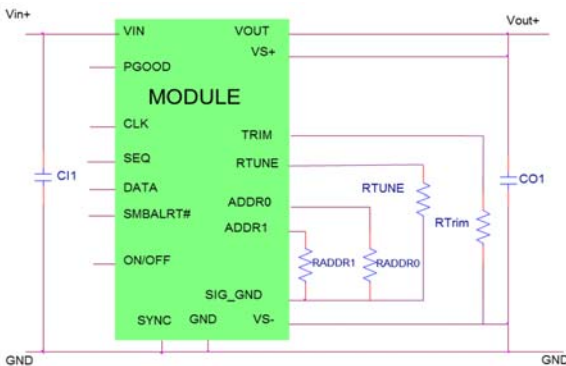 Vin+
Vout+
VIN
VOUT
VS+
PGOOD
MODULE
CLK
TRIM
SEQ
RTUNE
RTUNE
CI1
DATA
CO1
ADDR0
RTrim
SMBALRT#
ADDR1
ON/OFF
RADDR1
RADDR0
SIG_GND
SYNC
GND
VS-
GND
GND